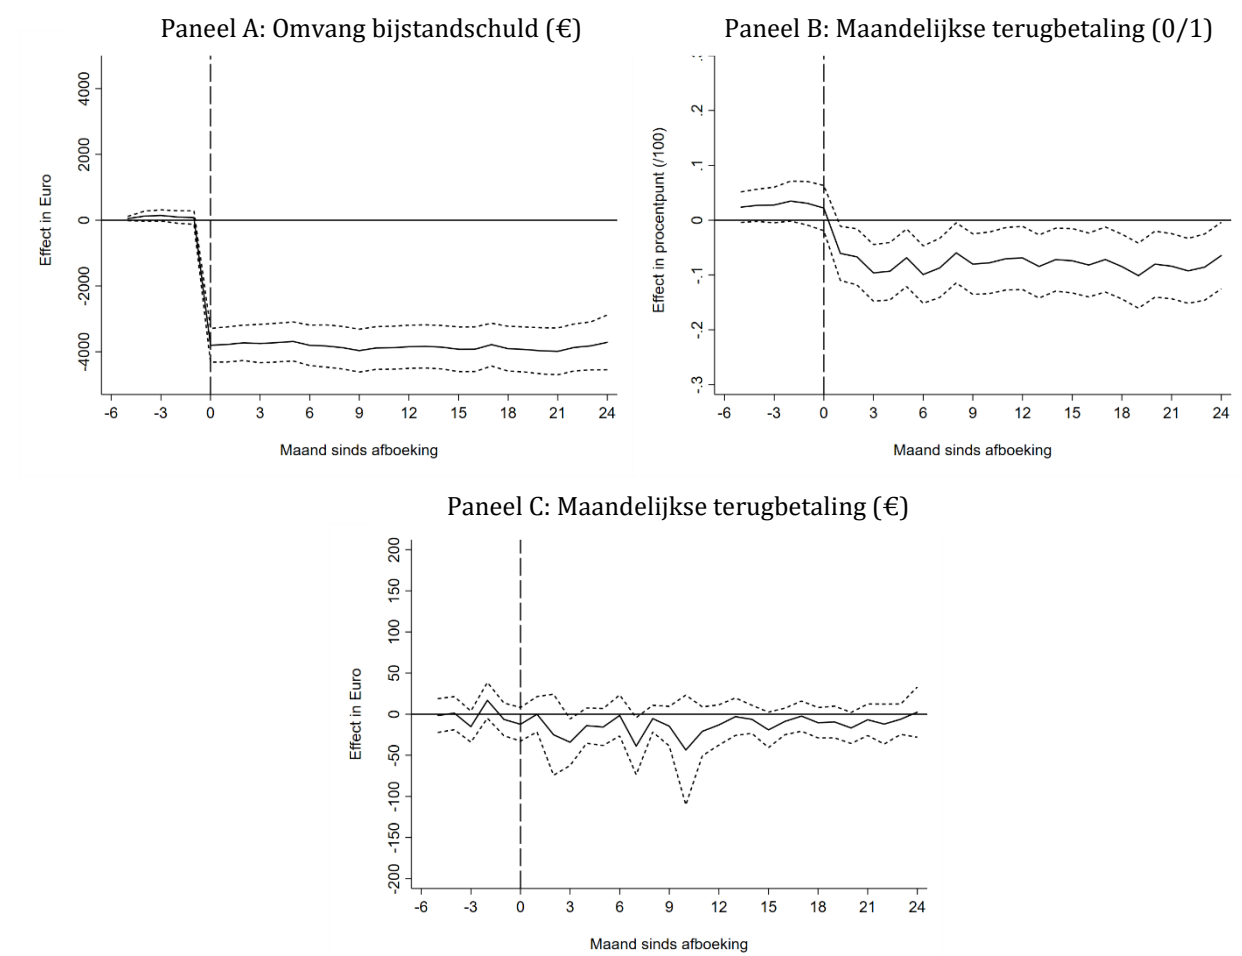 Paneel A: Omvang bijstandschuld (€)
Effect in Euro
4000
2000
0
-2000
-4000
-6 -3 0 3 6 9 12 15 18 21 24
Maand sinds afboeking
Paneel B: Maandelijkse terugbetaling (0/1)
Effect in procentpunt (/100)
.2
.1
0
-.1
-.2
-.3
-6 -3 0 3 6 9 12 15 18 21 24
Maand sinds afboeking
Paneel C: Maandelijkse terugbetaling (€)
Effect in Euro
200
150
100
50
0
-50
-100
-150
-200
-6 -3 0 3 6 9 12 15 18 21 24
Maand sinds afboeking